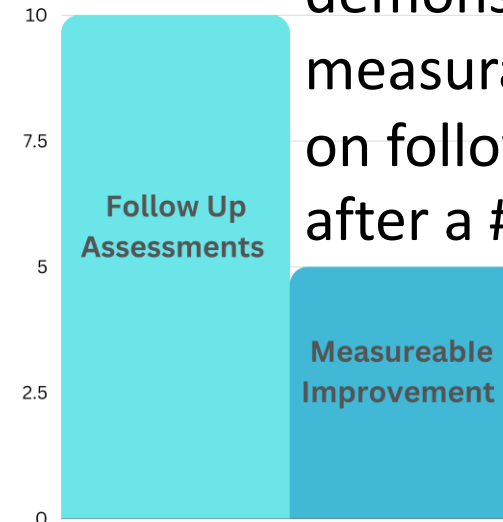 10
measura
on follo
after a #
7.5
Follow Up
Assessments
5
Measureable
Improvement
2.5
0